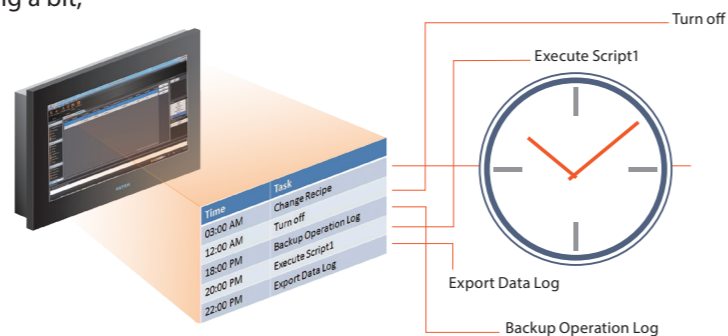 ng a bit,
Turn off
Execute Script1
Time Task
03:00 AM Change Recipe
12:00 AM Turn off
18:00 PM Backup Operation Log
20:00 PM Execute Script1
22:00 PM Export Data Log
Export Data Log
Backup Operation Log